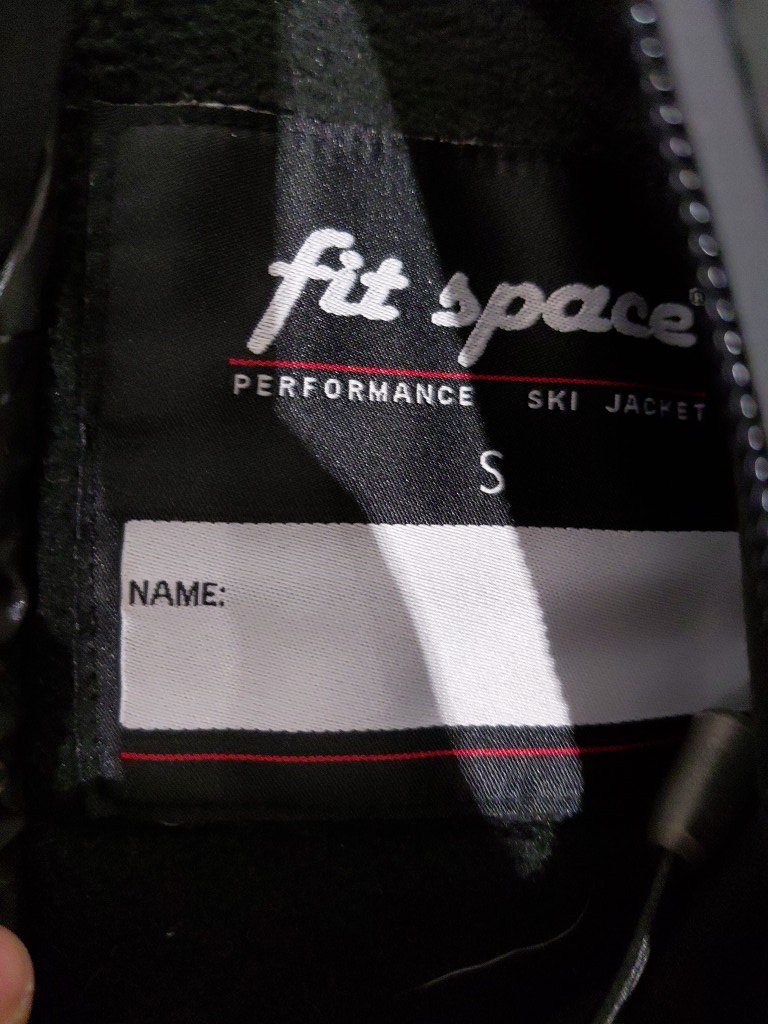 fit space®
PERFORMANCE SKI JACKET
S
NAME: